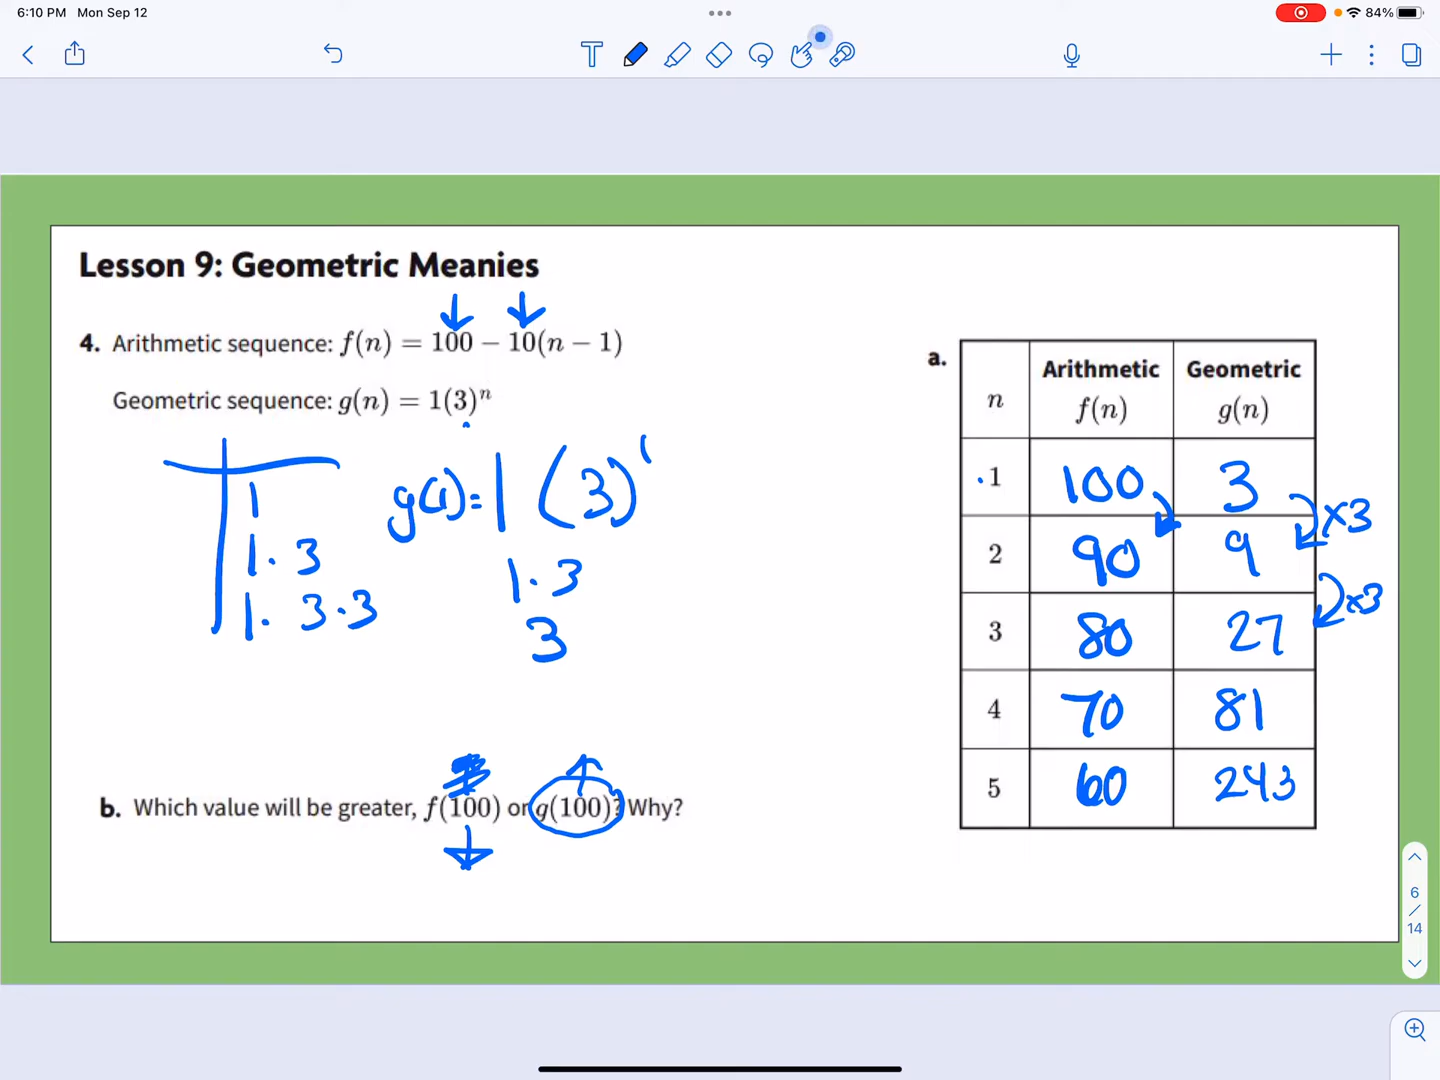 6:10 PM Mon Sep 12
84%
Lesson 9: Geometric Meanies
4. Arithmetic sequence: f(n) = 100 − 10(n − 1)
Geometric sequence: g(n) = 1(3)ⁿ
1
1 · 3
1 · 3 · 3
g(1) = 1 (3)¹
1 · 3
3
b. Which value will be greater, f(100) or g(100)? Why?
a.
n Arithmetic f(n) Geometric g(n)
1 100 3
×3
2 90 9
×3
3 80 27
4 70 81
5 60 243
6
/
14